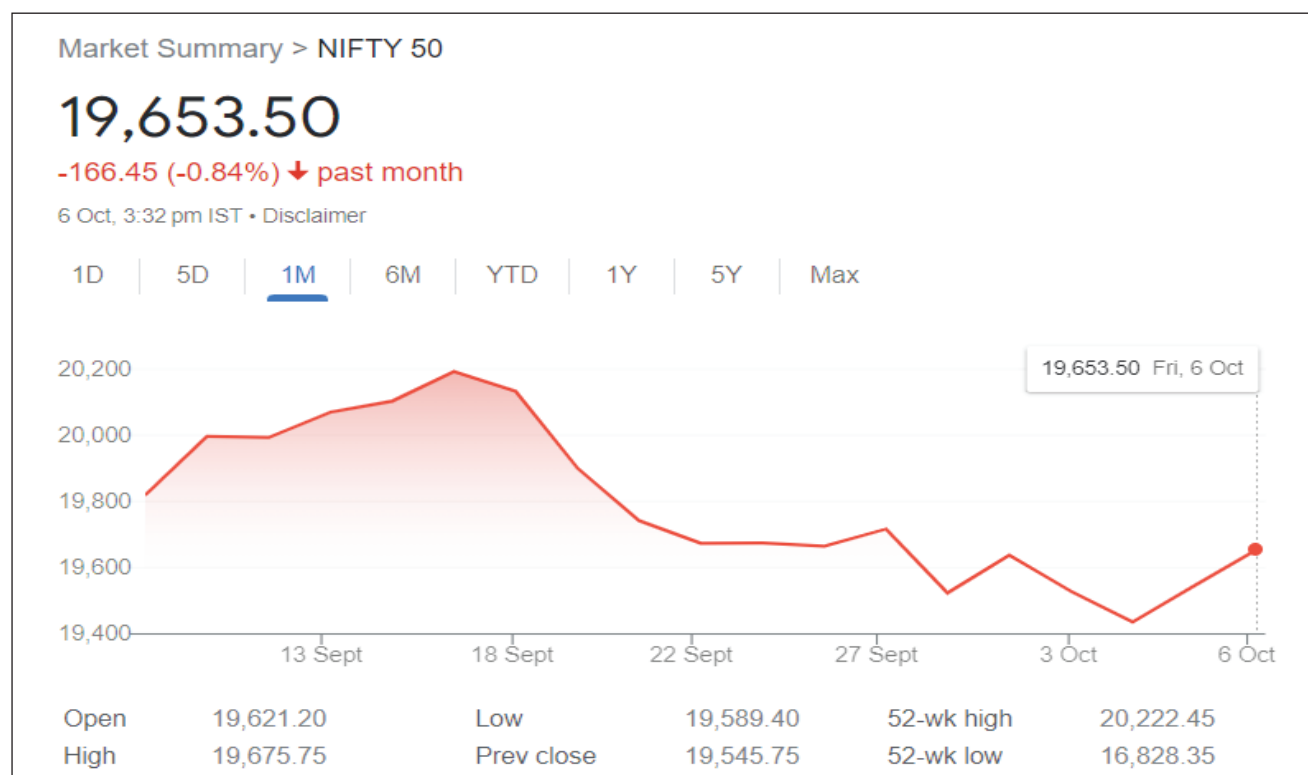 Market Summary > NIFTY 50
19,653.50
-166.45 (-0.84%) ↓ past month
6 Oct, 3:32 pm IST • Disclaimer
1D 5D 1M 6M YTD 1Y 5Y Max
20,200
19,653.50 Fri, 6 Oct
20,000
19,800
19,600
19,400
13 Sept 18 Sept 22 Sept 27 Sept 3 Oct 6 Oct
Open 19,621.20 Low 19,589.40 52-wk high 20,222.45
High 19,675.75 Prev close 19,545.75 52-wk low 16,828.35